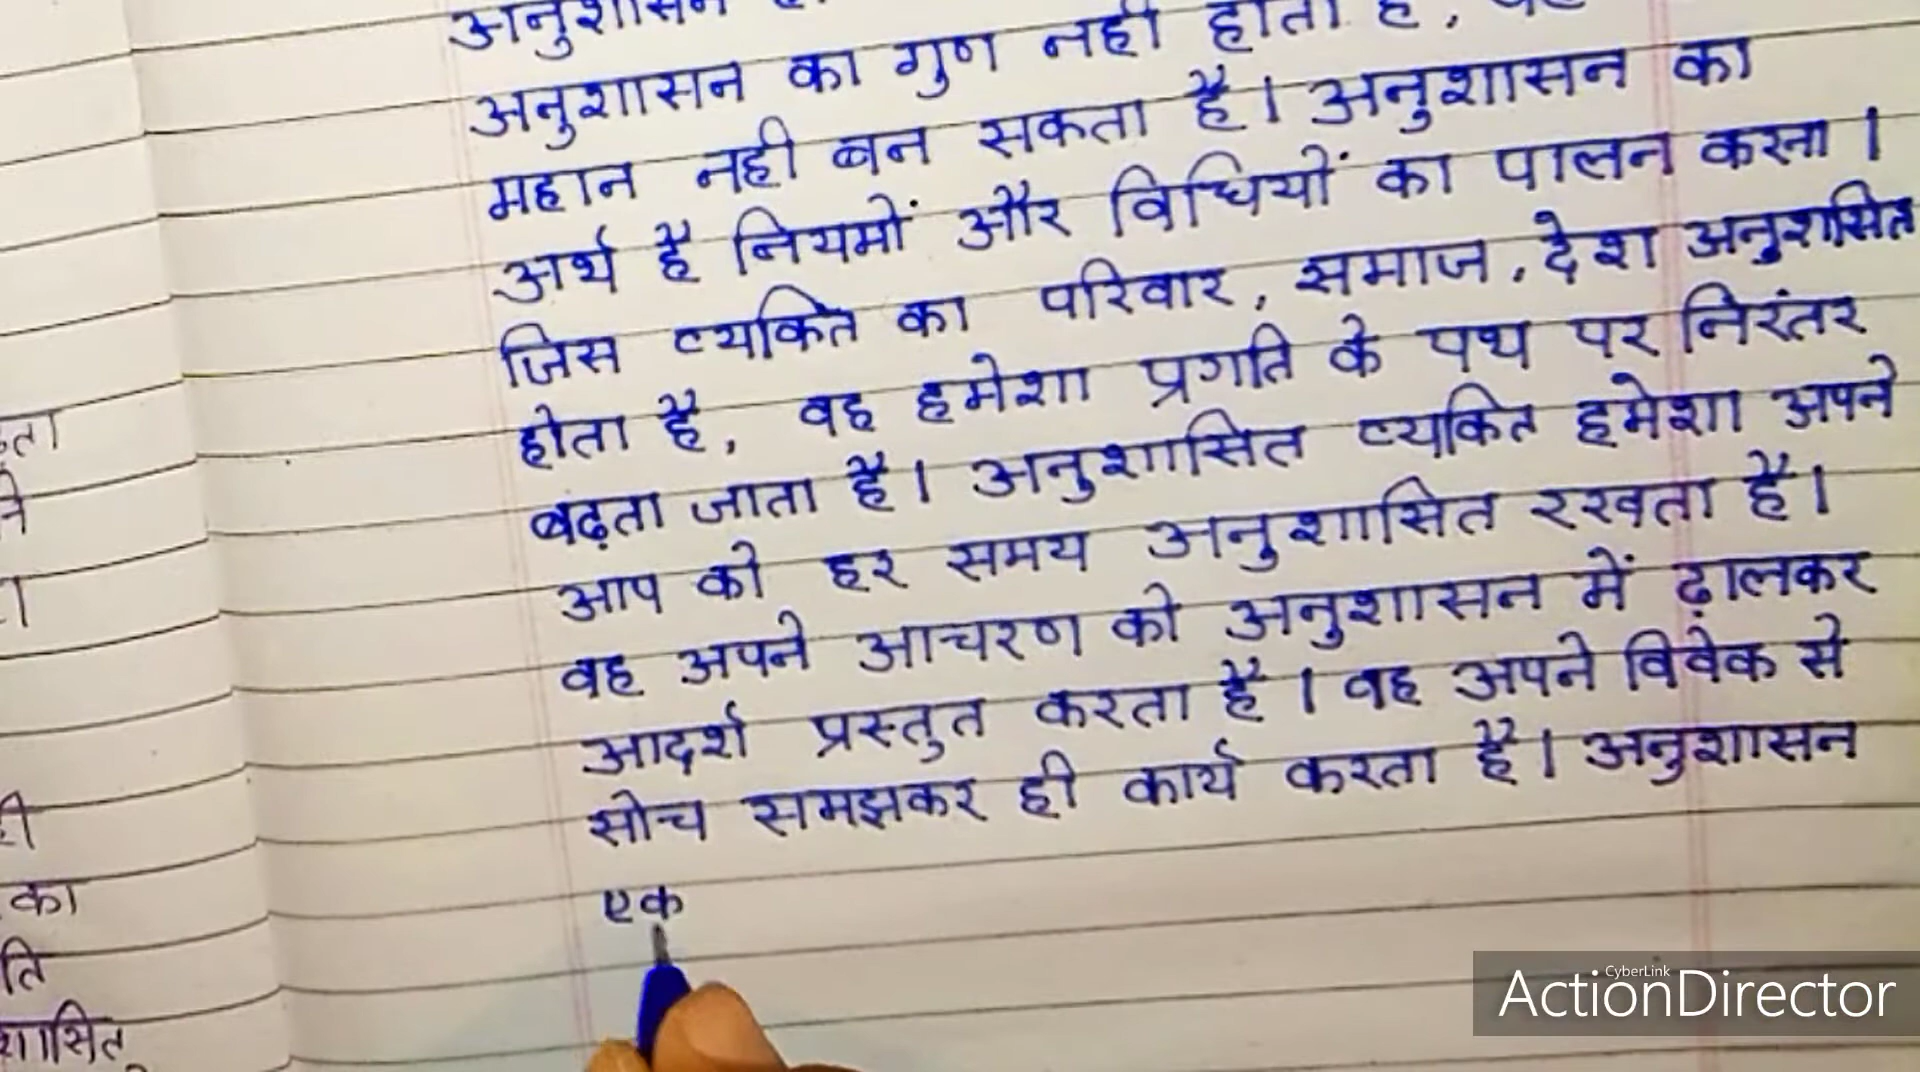 अनुशासन
अनुशासन का गुण नही होता है,
महान नही बन सकता है। अनुशासन का
अर्थ है नियमों और विधियों का पालन करना।
जिस व्यकित का परिवार, समाज, देश अनुशासित
होता है, वह हमेशा प्रगति के पथ पर निरंतर
बढ़ता जाता है। अनुशासित व्यकित हमेशा अपने
आप को हर समय अनुशासित रखता है।
वह अपने आचरण को अनुशासन में ढ़ालकर
आदर्श प्रस्तुत करता है। वह अपने विवेक से
सोच समझकर ही कार्य करता है। अनुशासन
एक
का
ति
CyberLink
ActionDirector